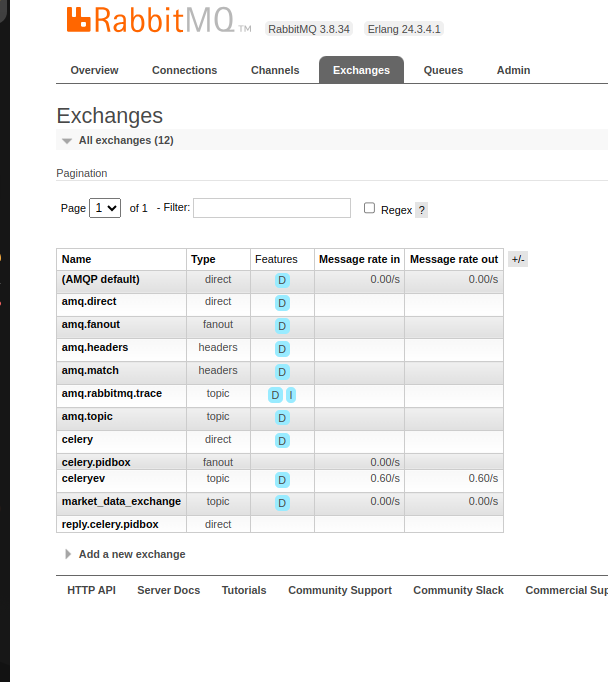 RabbitMQ TM RabbitMQ 3.8.34 Erlang 24.3.4.1
Overview Connections Channels Exchanges Queues Admin
Exchanges
All exchanges (12)
Pagination
Page 1 of 1 - Filter: Regex ?
Name Type Features Message rate in Message rate out +/-
(AMQP default) direct D 0.00/s 0.00/s
amq.direct direct D
amq.fanout fanout D
amq.headers headers D
amq.match headers D
amq.rabbitmq.trace topic D I
amq.topic topic D
celery direct D
celery.pidbox fanout 0.00/s
celeryev topic D 0.60/s 0.60/s
market_data_exchange topic D 0.00/s 0.00/s
reply.celery.pidbox direct
Add a new exchange
HTTP API Server Docs Tutorials Community Support Community Slack Commercial Sup